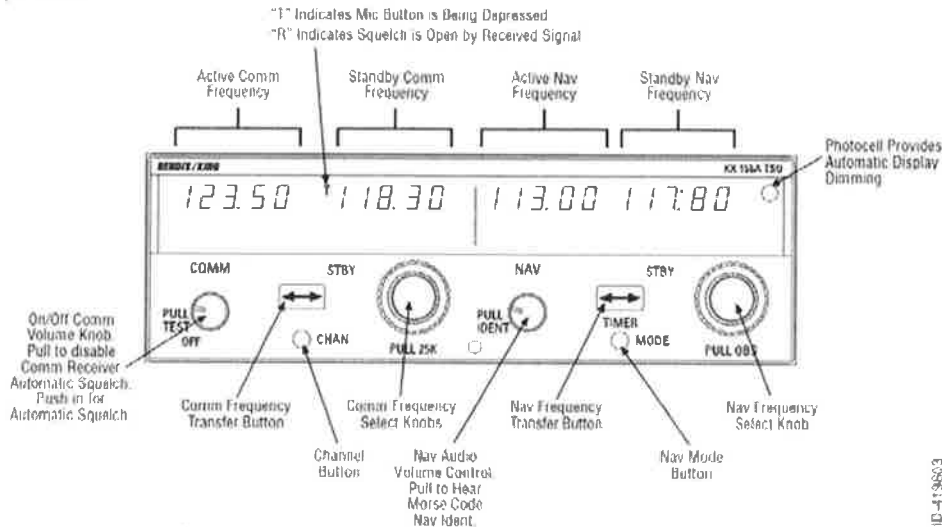 "T" Indicates Mic Button is Being Depressed
"R" Indicates Squelch is Open by Received Signal
Active Comm
Frequency
Standby Comm
Frequency
Active Nav
Frequency
Standby Nav
Frequency
Photocell Provides
Automatic Display
Dimming
BENDIX/KING
KX 155A TSO
123.50 T 118.30 113.00 117.80
COMM
STBY
NAV
STBY
PULL
TEST
OFF
CHAN
PULL 25K
PULL
IDENT
TIMER
MODE
PULL OBS
On/Off Comm
Volume Knob.
Pull to disable
Comm Receiver
Automatic Squelch.
Push in for
Automatic Squelch
Comm Frequency
Transfer Button
Channel
Button
Comm Frequency
Select Knobs
Nav Audio
Volume Control.
Pull to Hear
Morse Code
Nav Ident.
Nav Frequency
Transfer Button
Nav Mode
Button
Nav Frequency
Select Knob
ID-419603